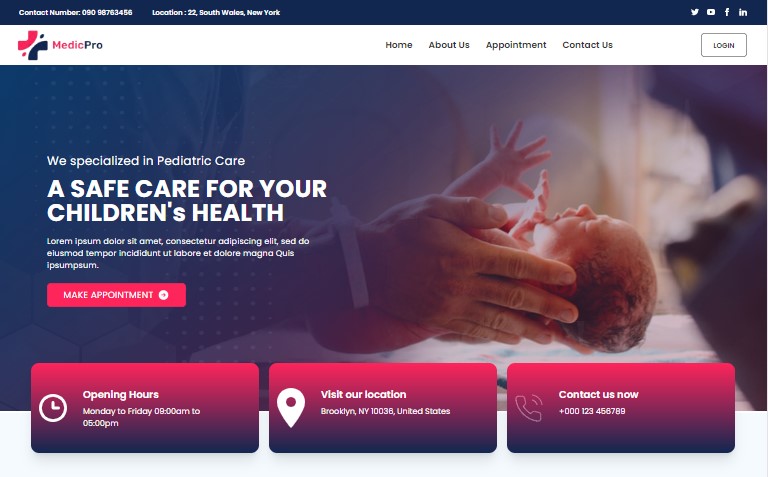 Contact Number: 090 98763456 Location : 22, South Wales, New York
MedicPro Home About Us Appointment Contact Us LOGIN
We specialized in Pediatric Care
A SAFE CARE FOR YOUR
CHILDREN's HEALTH
Lorem ipsum dolor sit amet, consectetur adipiscing elit, sed do
eiusmod tempor incididunt ut labore et dolore magna Quis
ipsumpsum.
MAKE APPOINTMENT
Opening Hours
Monday to Friday 09:00am to
05:00pm
Visit our location
Brooklyn, NY 10036, United States
Contact us now
+000 123 456789